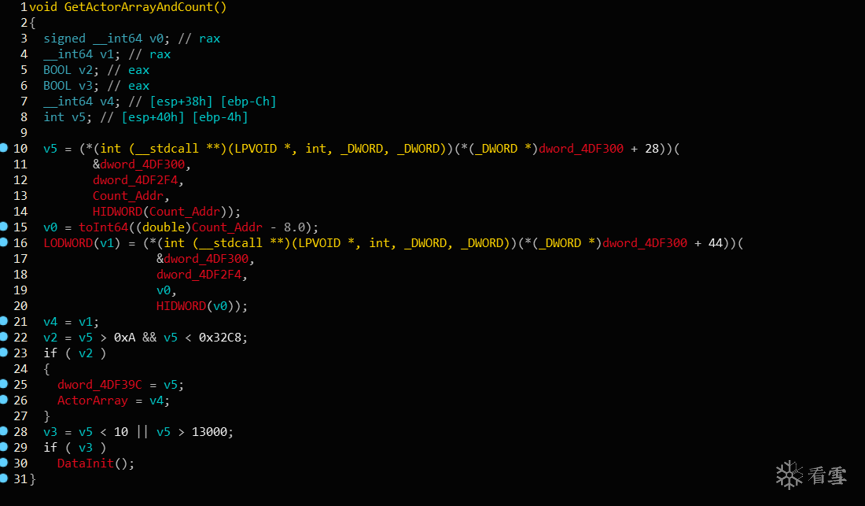 1 void GetActorArrayAndCount()
2 {
3 signed __int64 v0; // rax
4 __int64 v1; // rax
5 BOOL v2; // eax
6 BOOL v3; // eax
7 __int64 v4; // [esp+38h] [ebp-Ch]
8 int v5; // [esp+40h] [ebp-4h]
9
10 v5 = (*(int (__stdcall **)(LPVOID *, int, _DWORD, _DWORD))(*(_DWORD *)dword_4DF300 + 28))(
11 &dword_4DF300,
12 dword_4DF2F4,
13 Count_Addr,
14 HIDWORD(Count_Addr));
15 v0 = toInt64((double)Count_Addr - 8.0);
16 LODWORD(v1) = (*(int (__stdcall **)(LPVOID *, int, _DWORD, _DWORD))(*(_DWORD *)dword_4DF300 + 44))(
17 &dword_4DF300,
18 dword_4DF2F4,
19 v0,
20 HIDWORD(v0));
21 v4 = v1;
22 v2 = v5 > 0xA && v5 < 0x32C8;
23 if ( v2 )
24 {
25 dword_4DF39C = v5;
26 ActorArray = v4;
27 }
28 v3 = v5 < 10 || v5 > 13000;
29 if ( v3 )
30 DataInit();
31 }
看雪